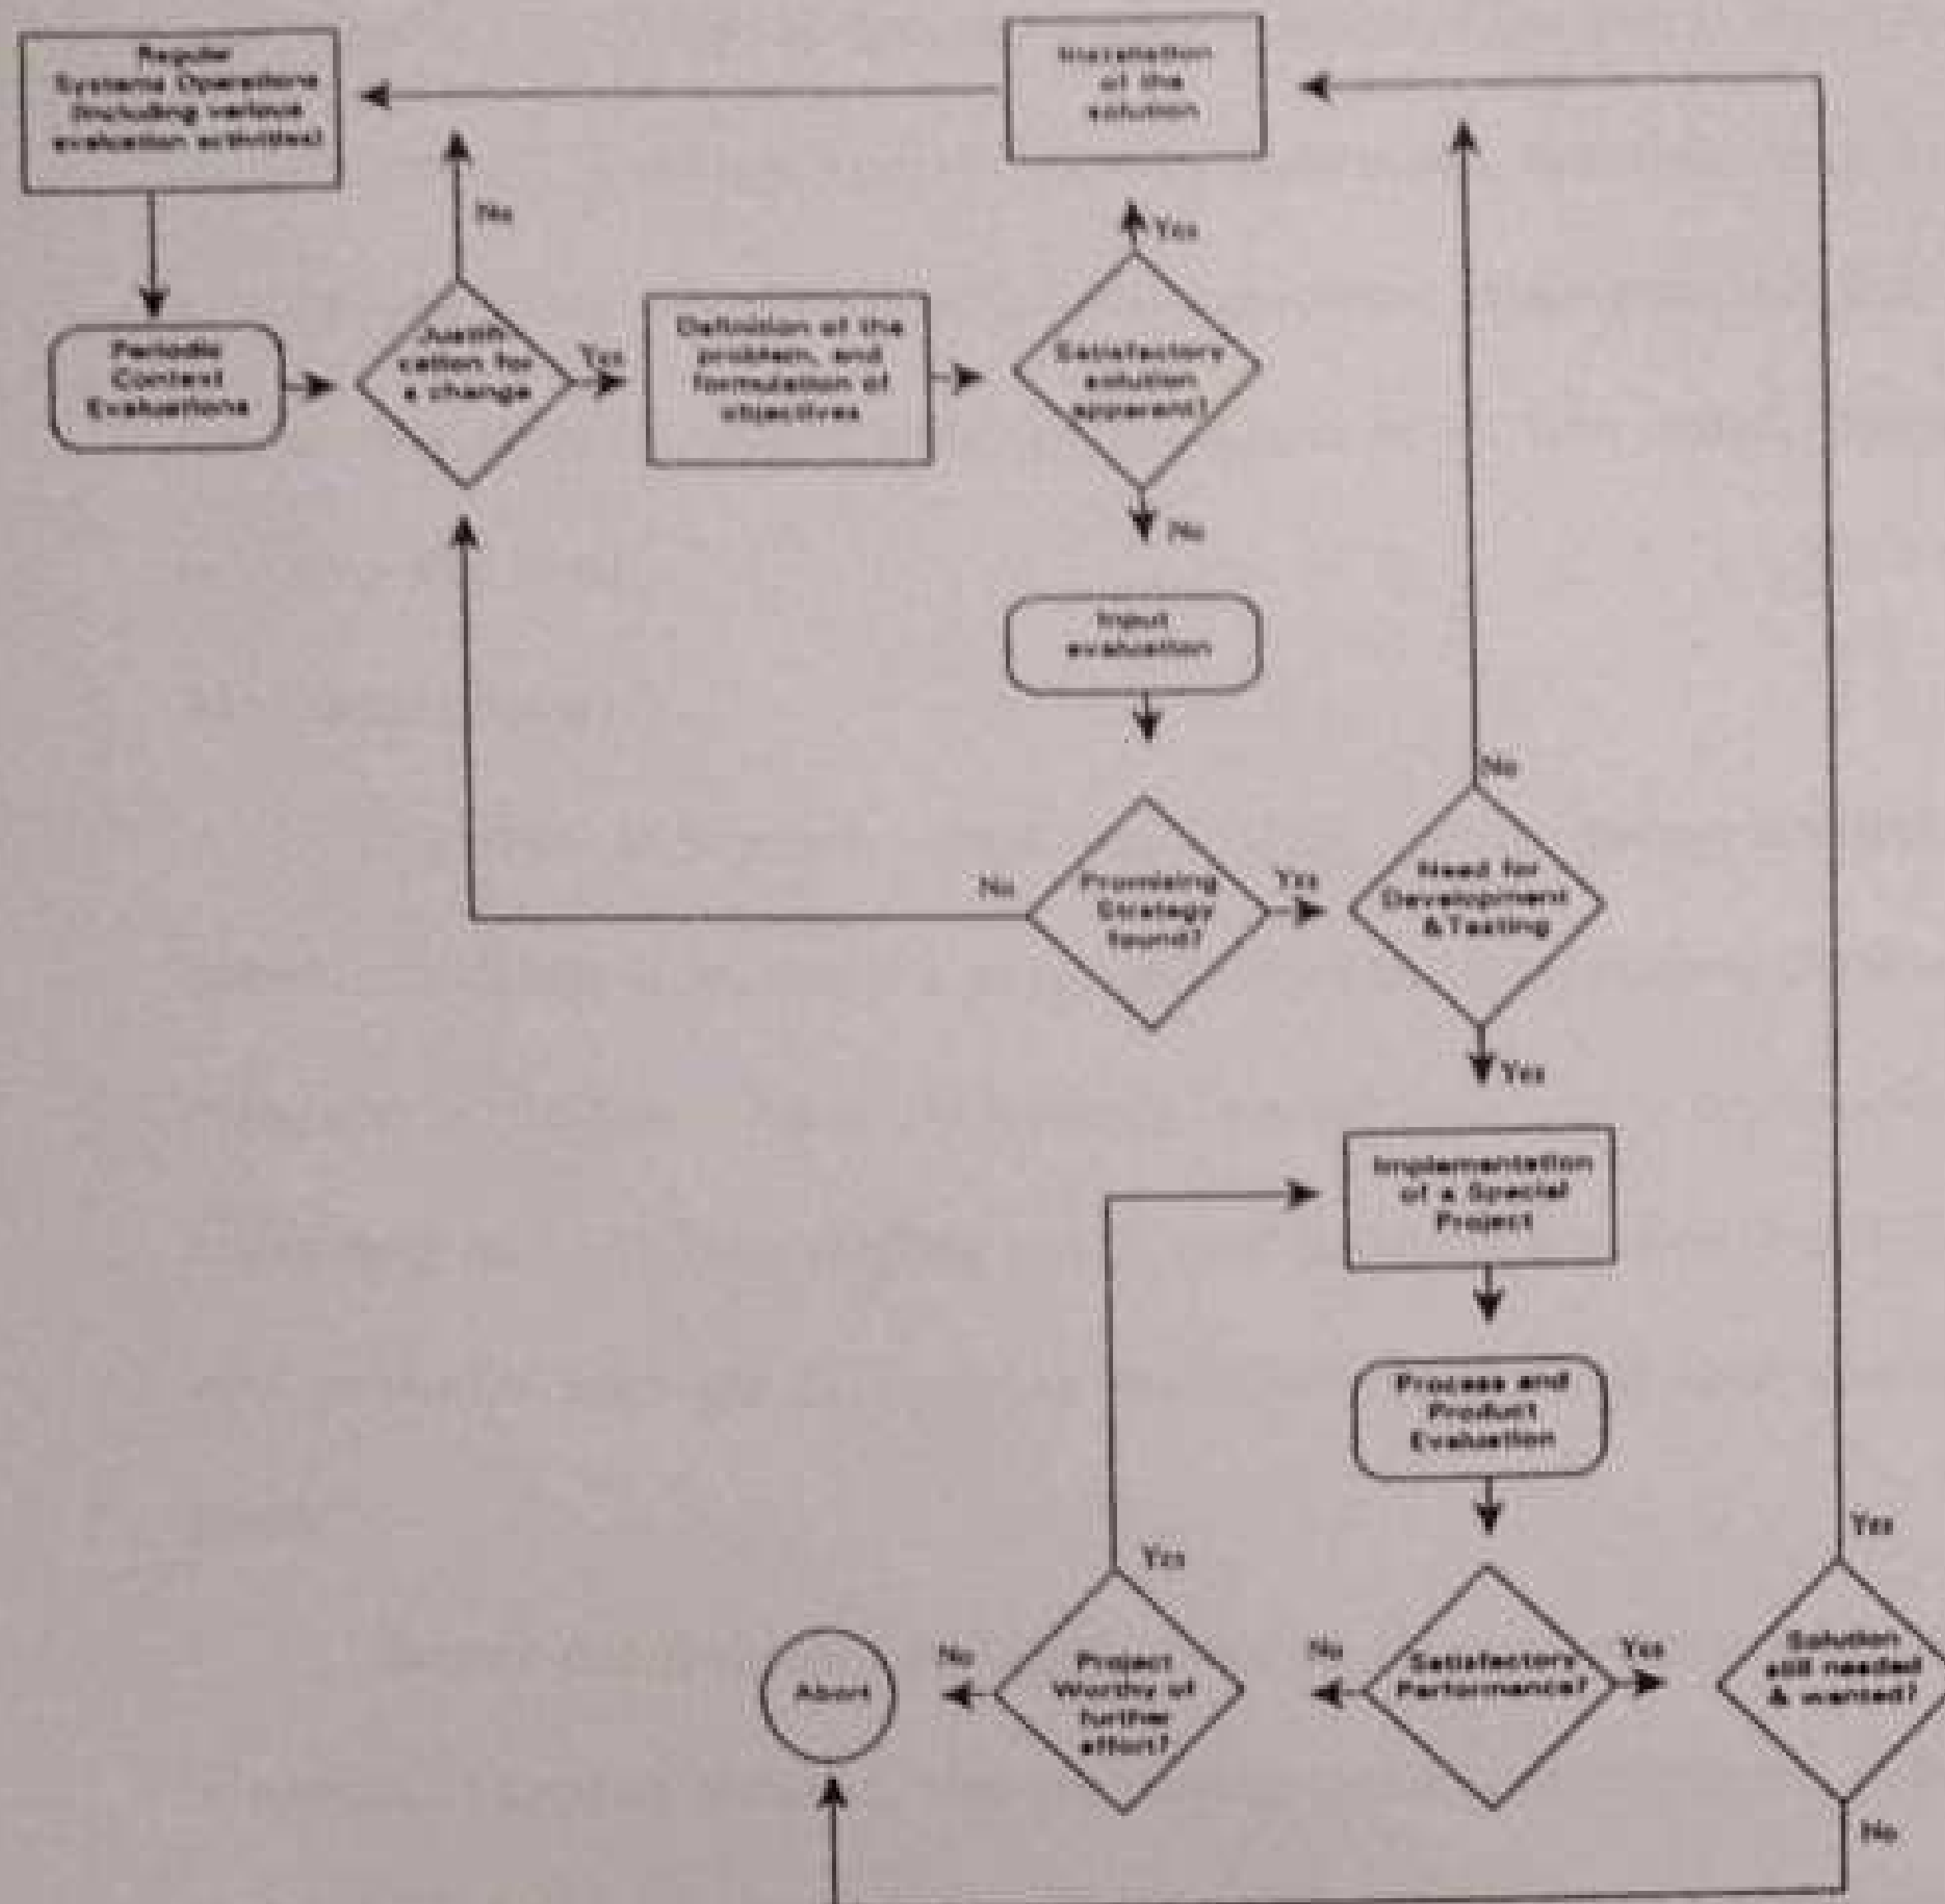 Regular
Systems Operations
(including various
evaluation activities)
Installation
of the
solution
No
Yes
Periodic
Context
Evaluations
Justifi
cation for
a change
Yes
Definition of the
problem, and
formulation of
objectives
Satisfactory
solution
apparent?
No
Input
evaluation
No
No
Promising
Strategy
found?
Yes
Need for
Development
&Testing
Yes
Implementation
of a Special
Project
Process and
Product
Evaluation
Yes
Yes
Abort
No
Project
Worthy of
further
effort?
No
Satisfactory
Performance?
Yes
Solution
still needed
& wanted?
No